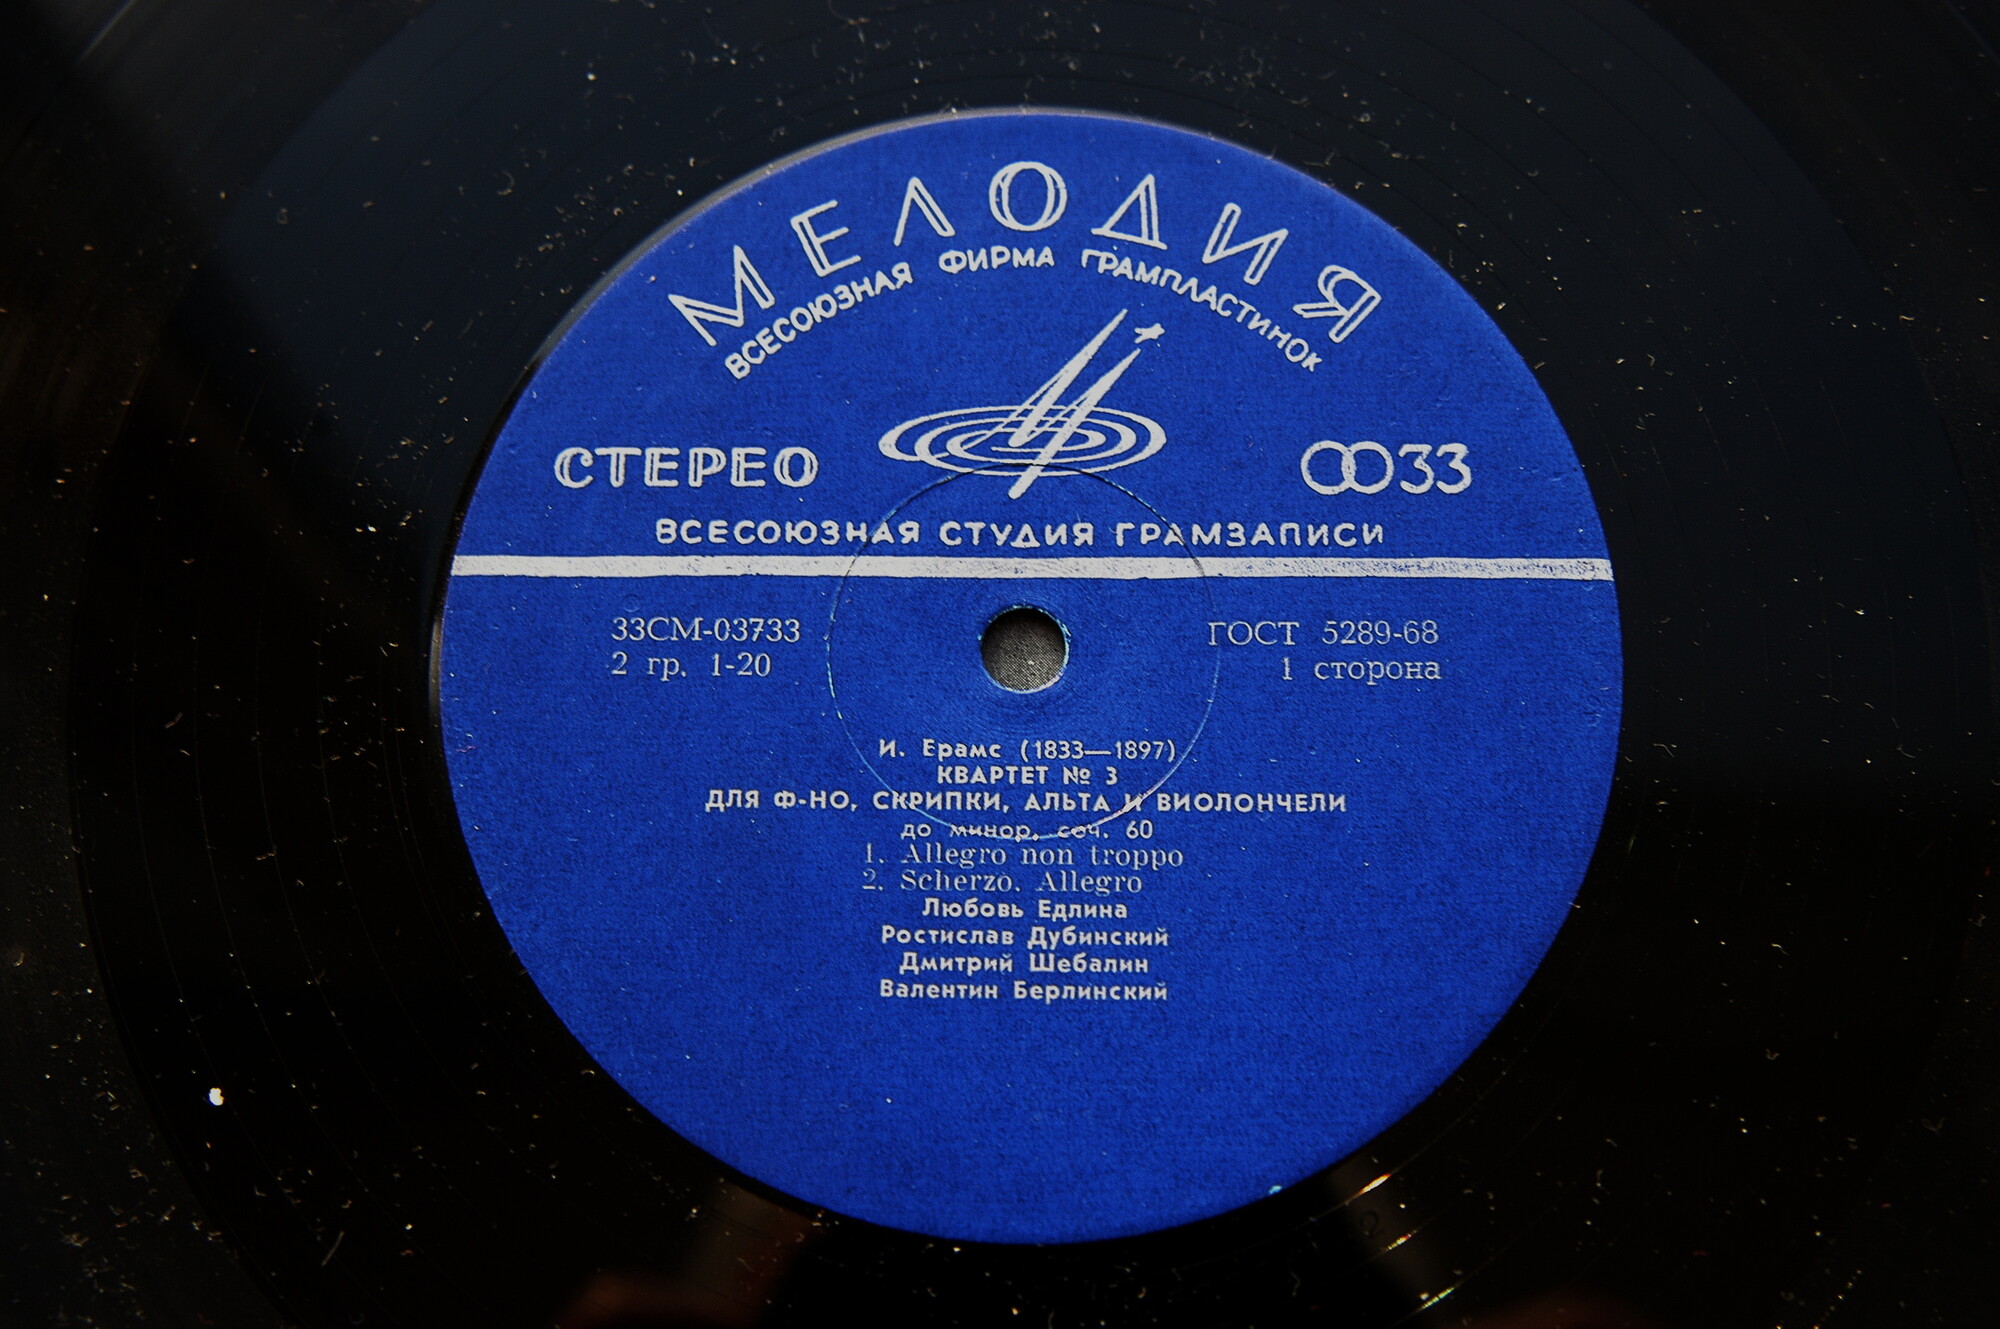 МЕЛОДИЯ
ВСЕСОЮЗНАЯ ФИРМА ГРАМПЛАСТИНОК
СТЕРЕО
33
ВСЕСОЮЗНАЯ СТУДИЯ ГРАМЗАПИСИ
33СМ-03733
ГОСТ 5289-68
2 гр. 1-20
1 сторона
И. Ерамс (1833—1897)
КВАРТЕТ № 3
ДЛЯ Ф-НО, СКРИПКИ, АЛЬТА И ВИОЛОНЧЕЛИ
до минор, соч. 60
1. Allegro non troppo
2. Scherzo. Allegro
Любовь Едлина
Ростислав Дубинский
Дмитрий Шебалин
Валентин Берлинский